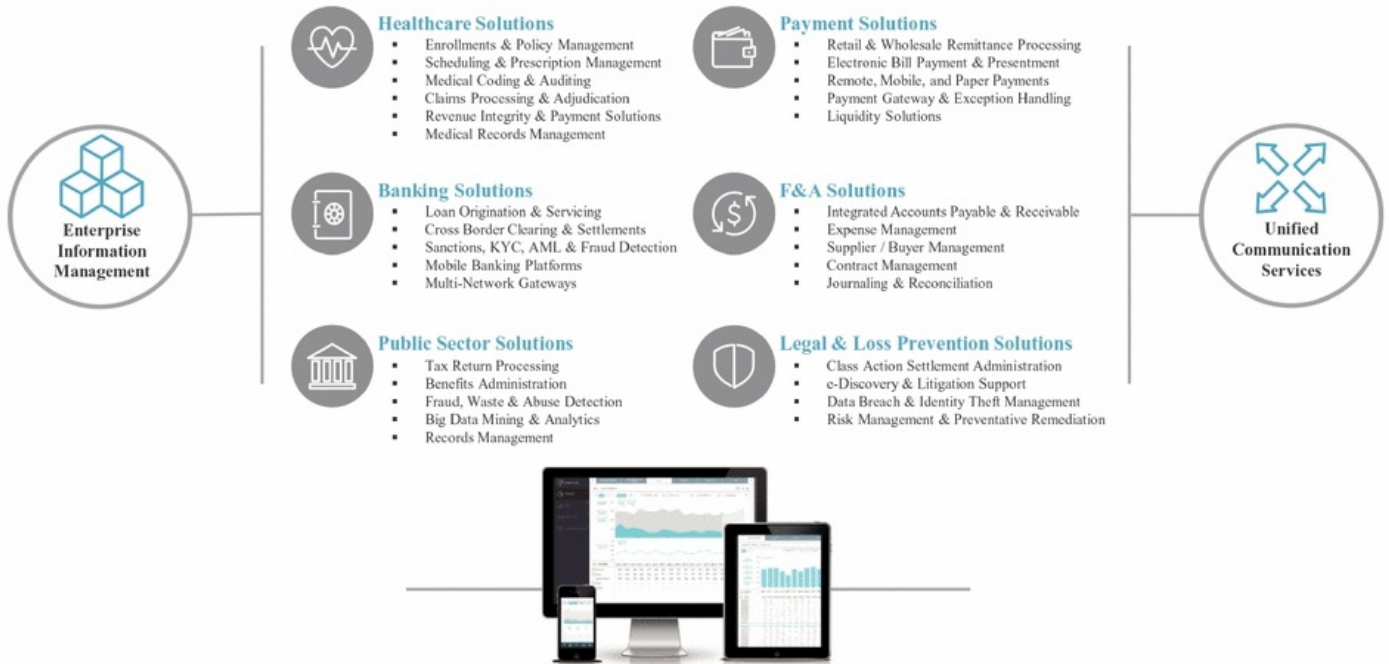 Healthcare Solutions
Enrollments & Policy Management
Scheduling & Prescription Management
Medical Coding & Auditing
Claims Processing & Adjudication
Revenue Integrity & Payment Solutions
Medical Records Management
Payment Solutions
Retail & Wholesale Remittance Processing
Electronic Bill Payment & Presentment
Remote, Mobile, and Paper Payments
Payment Gateway & Exception Handling
Liquidity Solutions
Enterprise
Information
Management
Banking Solutions
Loan Origination & Servicing
Cross Border Clearing & Settlements
Sanctions, KYC, AML & Fraud Detection
Mobile Banking Platforms
Multi-Network Gateways
F&A Solutions
Integrated Accounts Payable & Receivable
Expense Management
Supplier / Buyer Management
Contract Management
Journaling & Reconciliation
Unified
Communication
Services
Public Sector Solutions
Tax Return Processing
Benefits Administration
Fraud, Waste & Abuse Detection
Big Data Mining & Analytics
Records Management
Legal & Loss Prevention Solutions
Class Action Settlement Administration
e-Discovery & Litigation Support
Data Breach & Identity Theft Management
Risk Management & Preventative Remediation